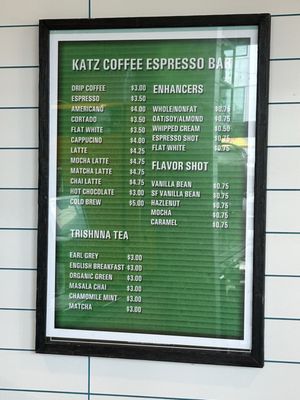 KATZ COFFEE ESPRESSO BAR
DRIP COFFEE $3.00
ESPRESSO $3.50
AMERICANO $4.00
CORTADO $3.50
FLAT WHITE $3.50
CAPPUCINO $4.00
LATTE $4.75
MOCHA LATTE $4.75
MATCHA LATTE $4.75
CHAI LATTE $4.75
HOT CHOCOLATE $3.00
COLD BREW $5.00
TRISHNNA TEA
EARL GREY $3.00
ENGLISH BREAKFAST $3.00
ORGANIC GREEN $3.00
MASALA CHAI $3.00
CHAMOMILE MINT $3.00
MATCHA $3.00
ENHANCERS
WHOLE/NONFAT $0.75
OAT/SOY/ALMOND $0.75
WHIPPED CREAM $0.50
ESPRESSO SHOT $0.75
FLAT WHITE $0.75
FLAVOR SHOT
VANILLA BEAN $0.75
SF VANILLA BEAN $0.75
HAZLENUT $0.75
MOCHA $0.75
CARAMEL $0.75